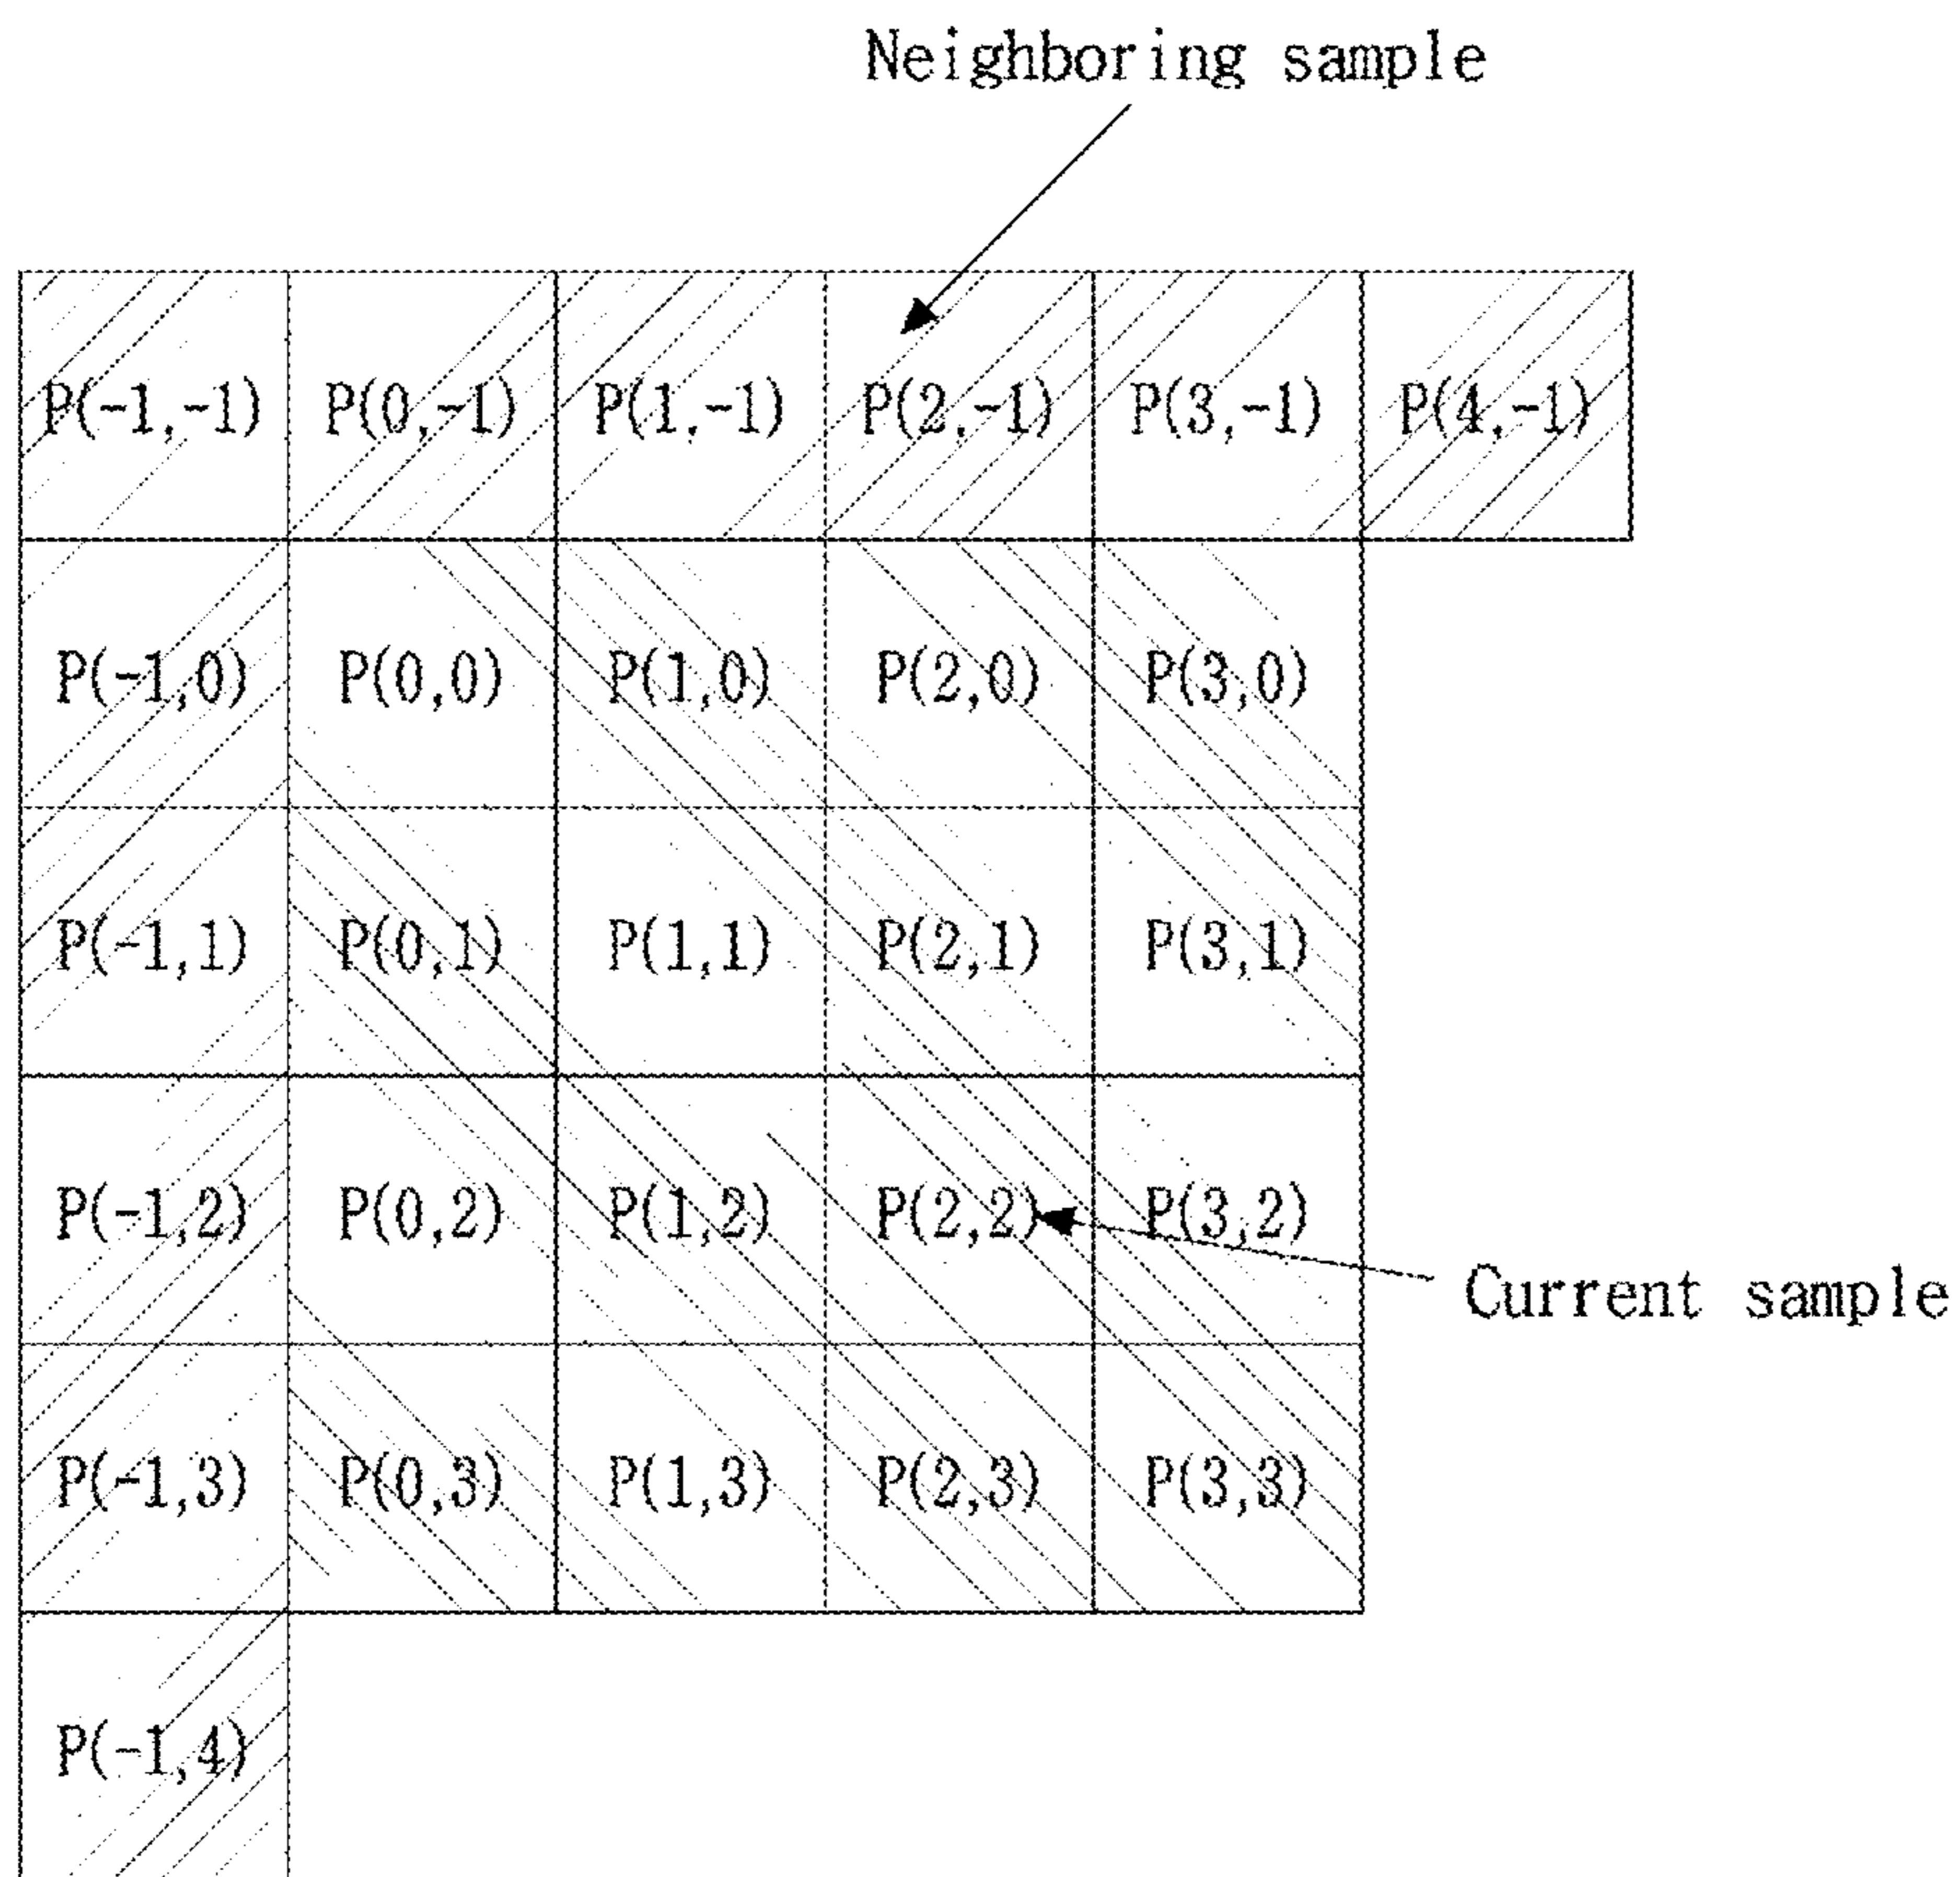 Neighboring sample
P(-1,-1) P(0,-1) P(1,-1) P(2,-1) P(3,-1) P(4,-1)
P(-1,0) P(0,0) P(1,0) P(2,0) P(3,0)
P(-1,1) P(0,1) P(1,1) P(2,1) P(3,1)
P(-1,2) P(0,2) P(1,2) P(2,2) P(3,2)
Current sample
P(-1,3) P(0,3) P(1,3) P(2,3) P(3,3)
P(-1,4)